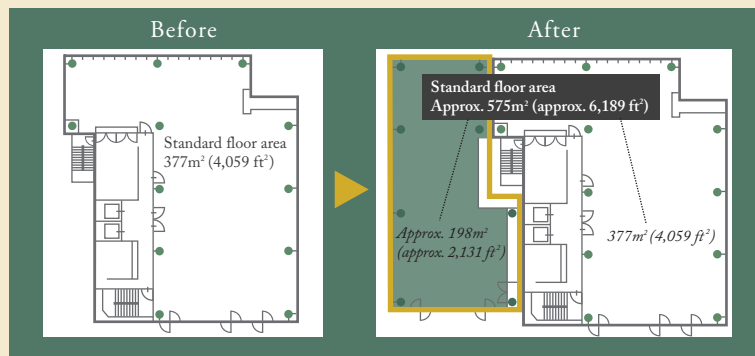 Before
After
Standard floor area
377m² (4,059 ft²)
Standard floor area
Approx. 575m² (approx. 6,189 ft²)
Approx. 198m²
(approx. 2,131 ft²)
377m² (4,059 ft²)